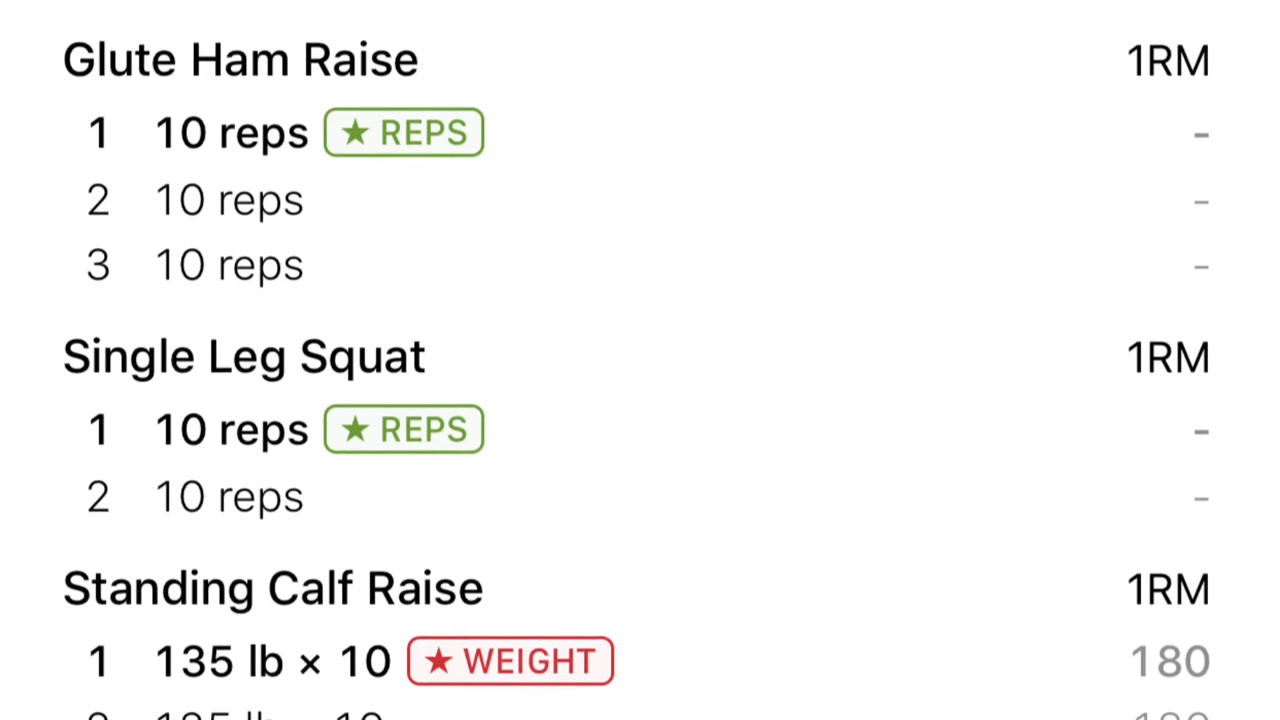 Glute Ham Raise 1RM
1 10 reps ★ REPS -
2 10 reps -
3 10 reps -
Single Leg Squat 1RM
1 10 reps ★ REPS -
2 10 reps -
Standing Calf Raise 1RM
1 135 lb × 10 ★ WEIGHT 180